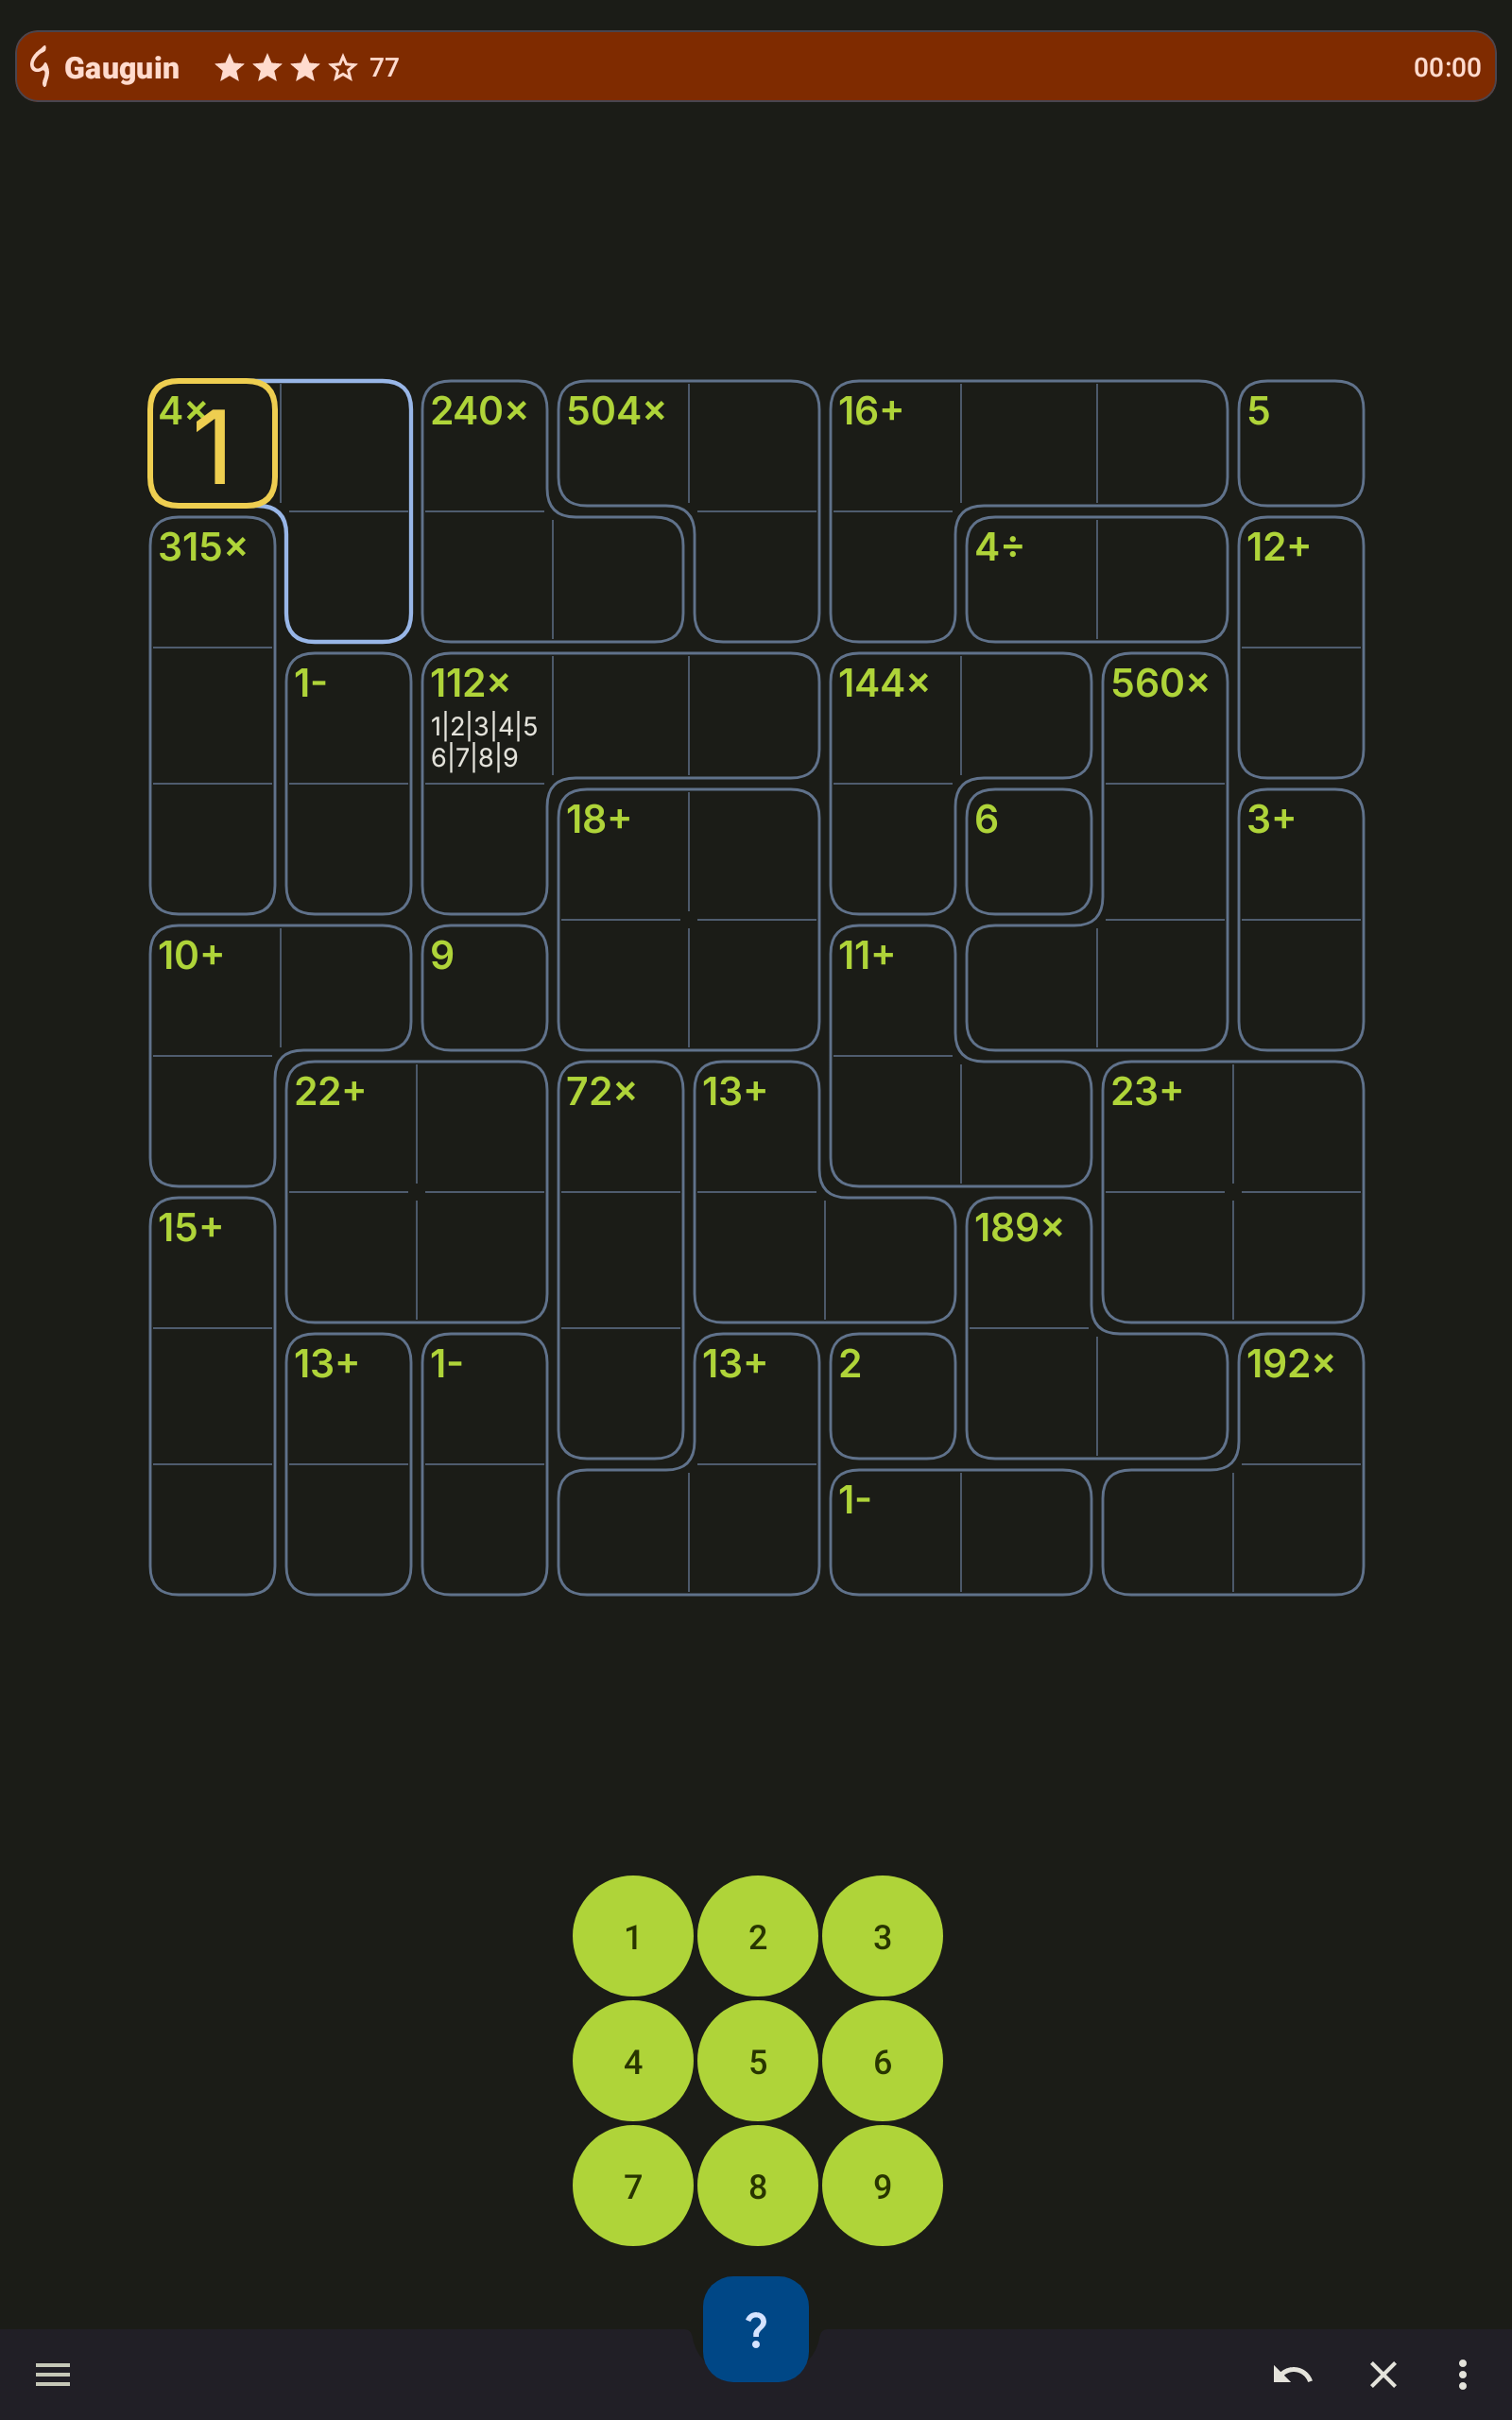 Gauguin 77 00:00
4× 1 240× 504× 16+ 5
315× 4÷ 12+
1- 112× 144× 560×
1|2|3|4|5
6|7|8|9
18+ 6 3+
10+ 9 11+
22+ 72× 13+ 23+
15+ 189×
13+ 1- 13+ 2 192×
1-
1 2 3
4 5 6
7 8 9
?